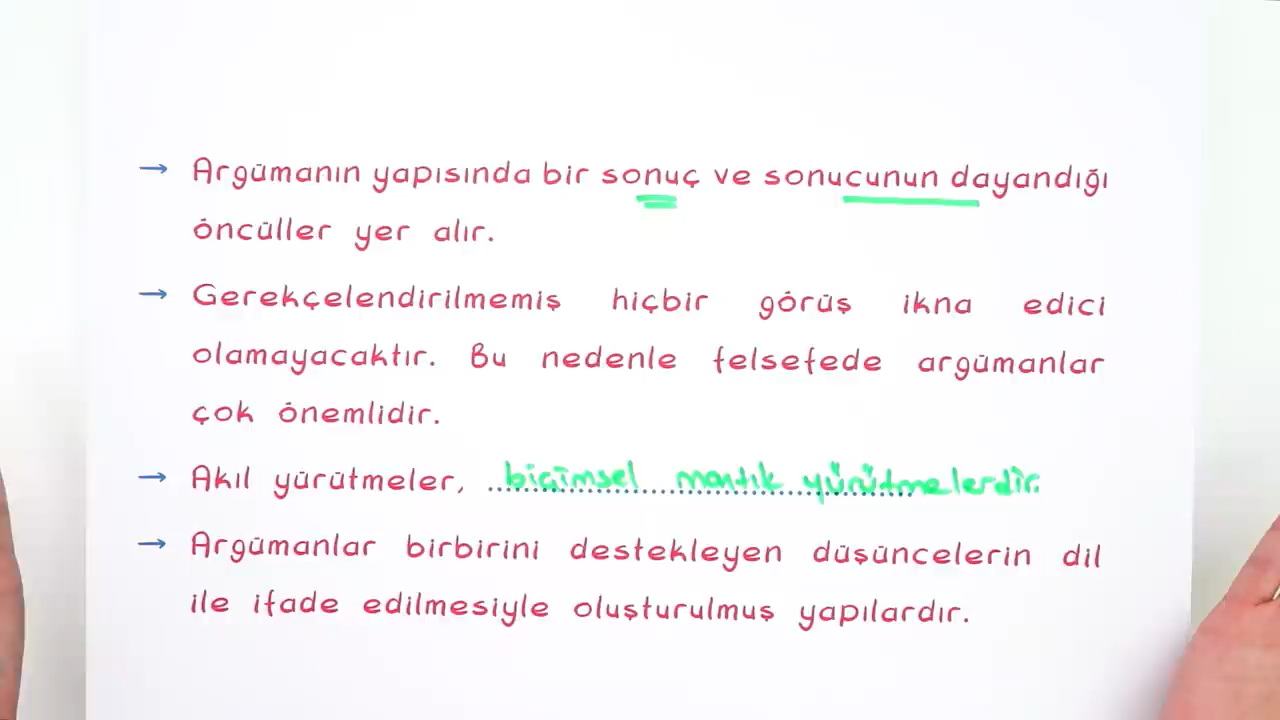 → Argümanın yapısında bir sonuç ve sonucunun dayandığı
öncüller yer alır.
→ Gerekçelendirilmemiş hiçbir görüş ikna edici
olamayacaktır. Bu nedenle felsefede argümanlar
çok önemlidir.
→ Akıl yürütmeler, biçimsel mantık yürütmelerdir.
→ Argümanlar birbirini destekleyen düşüncelerin dil
ile ifade edilmesiyle oluşturulmuş yapılardır.